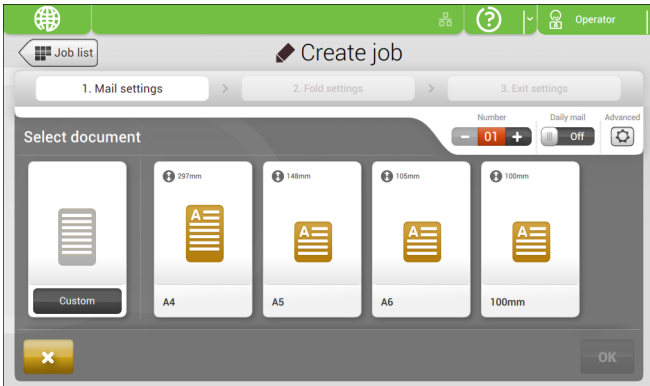 Operator
Job list
Create job
1. Mail settings > 2. Fold settings > 3. Exit settings
Number
Daily mail
Advanced
Select document
- 01 +
Off
297mm
148mm
105mm
100mm
A
A
A
A
Custom
A4
A5
A6
100mm
OK